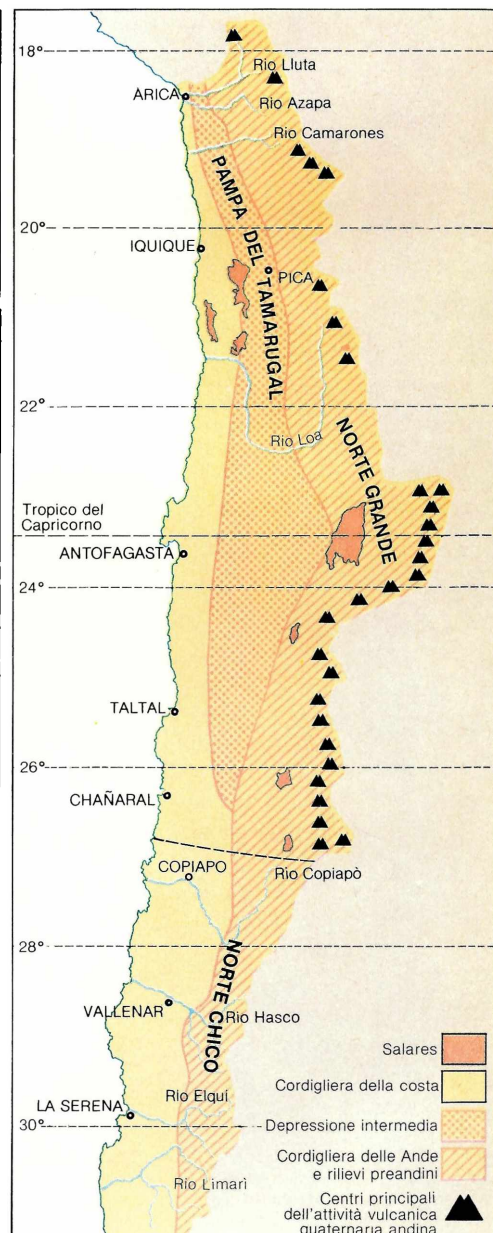 18°
Rio Lluta
ARICA
Rio Azapa
Rio Camarones
PAMPA DEL TAMARUGAL
20°
IQUIQUE
PICA
22°
Rio Loa
NORTE GRANDE
Tropico del
Capricorno
ANTOFAGASTA
24°
TALTAL
26°
CHAÑARAL
COPIAPO
Rio Copiapò
28°
NORTE CHICO
VALLENAR
Rio Hasco
Salares
Cordigliera della costa
LA SERENA
Rio Elqui
30°
Depressione intermedia
Rio Limarì
Cordigliera delle Ande
e rilievi preandini
Centri principali
dell'attività vulcanica
quaternaria andina